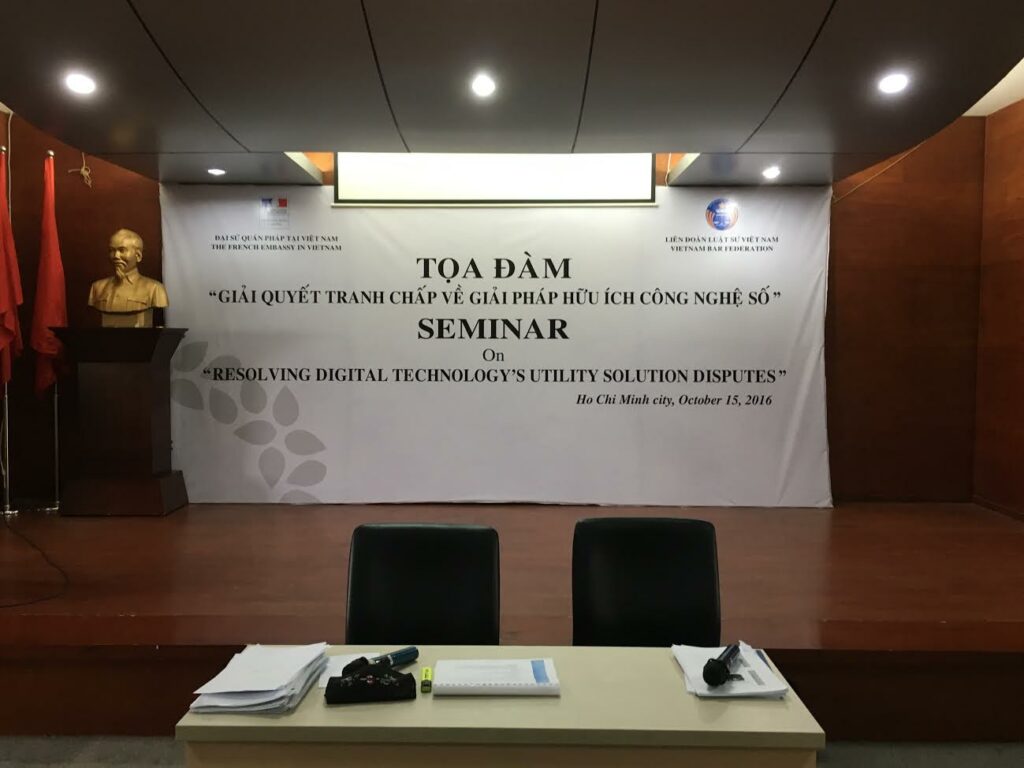 ĐẠI SỨ QUÁN PHÁP TẠI VIỆT NAM
THE FRENCH EMBASSY IN VIETNAM
LIÊN ĐOÀN LUẬT SƯ VIỆT NAM
VIETNAM BAR FEDERATION
TỌA ĐÀM
“GIẢI QUYẾT TRANH CHẤP VỀ GIẢI PHÁP HỮU ÍCH CÔNG NGHỆ SỐ”
SEMINAR
On
“RESOLVING DIGITAL TECHNOLOGY’S UTILITY SOLUTION DISPUTES”
Ho Chi Minh city, October 15, 2016